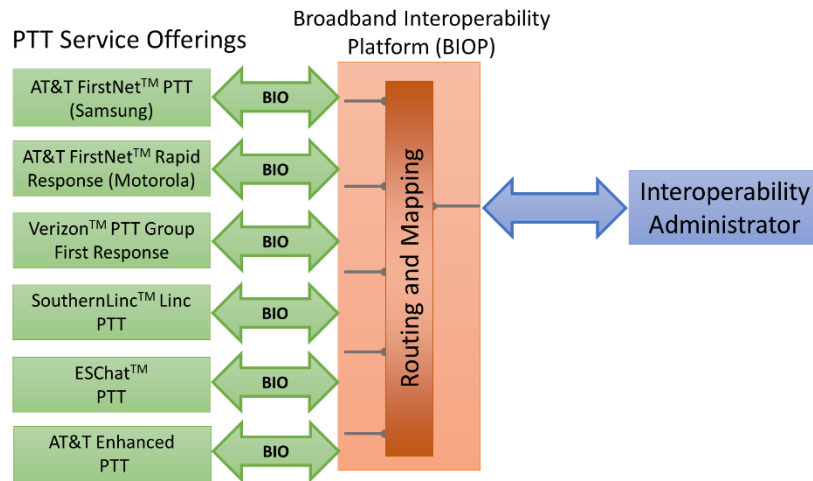 PTT Service Offerings
Broadband Interoperability
Platform (BIOP)
AT&T FirstNet™ PTT
(Samsung)
BIO
AT&T FirstNet™ Rapid
Response (Motorola)
BIO
Verizon™ PTT Group
First Response
BIO
SouthernLinc™ Linc
PTT
BIO
ESChat™
PTT
BIO
AT&T Enhanced
PTT
BIO
Routing and Mapping
Interoperability
Administrator